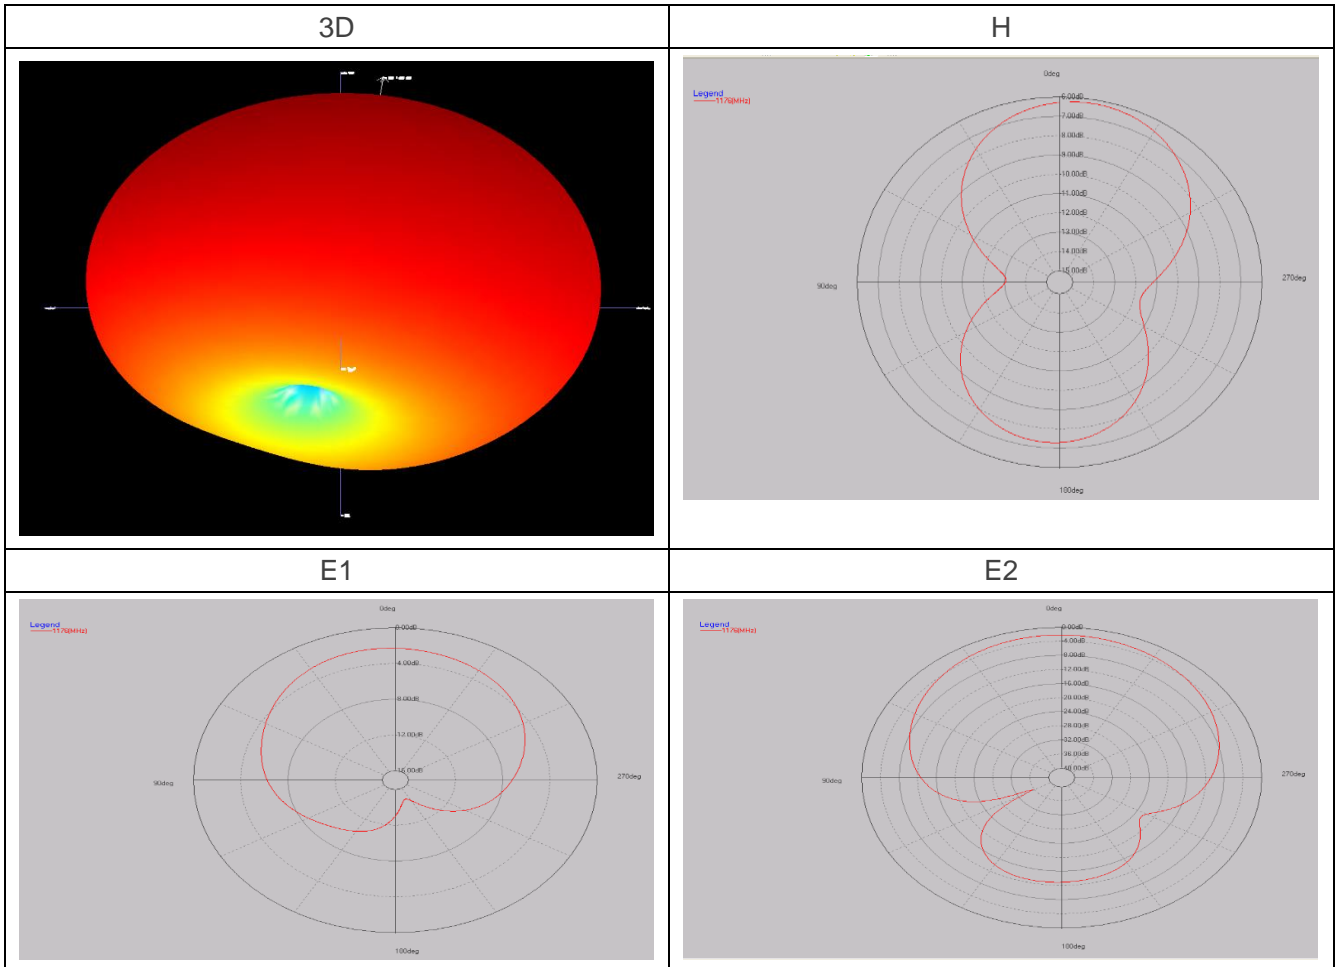 3D
H
Legend
1176(MHz)
0deg
6.00dB
7.00dB
8.00dB
9.00dB
10.00dB
11.00dB
12.00dB
13.00dB
14.00dB
15.00dB
90deg
270deg
180deg
E1
E2
Legend
1176(MHz)
0deg
0.00dB
4.00dB
8.00dB
12.00dB
16.00dB
90deg
270deg
180deg
Legend
1176(MHz)
0deg
0.00dB
4.00dB
8.00dB
12.00dB
16.00dB
20.00dB
24.00dB
28.00dB
32.00dB
36.00dB
40.00dB
90deg
270deg
180deg